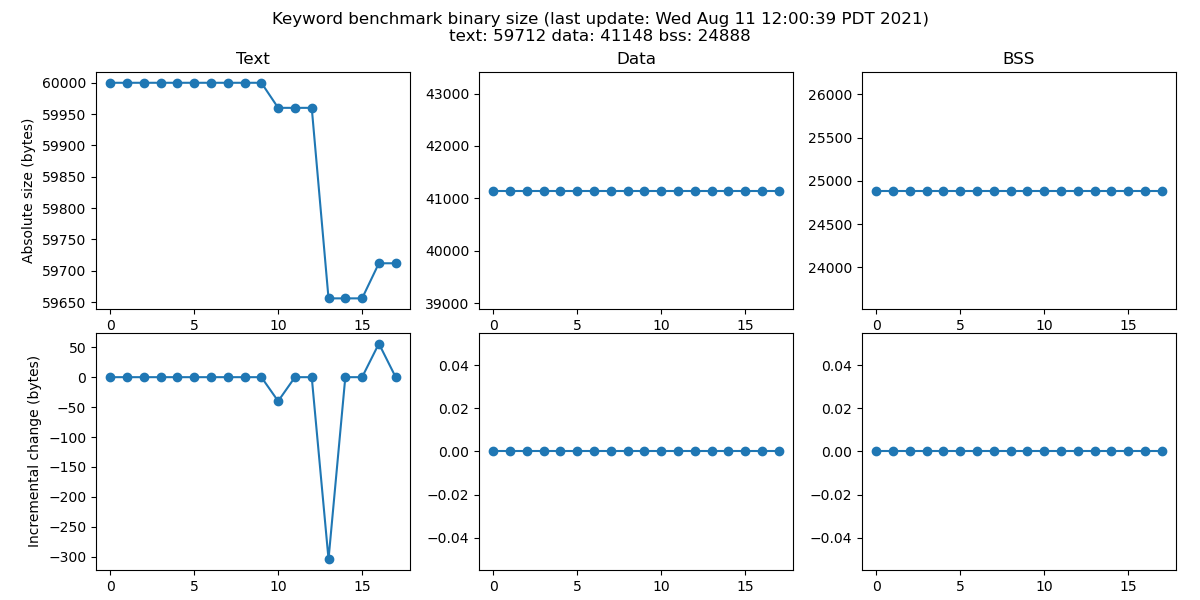 Keyword benchmark binary size (last update: Wed Aug 11 12:00:39 PDT 2021)
text: 59712 data: 41148 bss: 24888
Text
Data
BSS
Absolute size (bytes)
60000
59950
59900
59850
59800
59750
59700
59650
0 5 10 15
43000
42000
41000
40000
39000
0 5 10 15
26000
25500
25000
24500
24000
0 5 10 15
Incremental change (bytes)
50
0
−50
−100
−150
−200
−250
−300
0 5 10 15
0.04
0.02
0.00
−0.02
−0.04
0 5 10 15
0.04
0.02
0.00
−0.02
−0.04
0 5 10 15